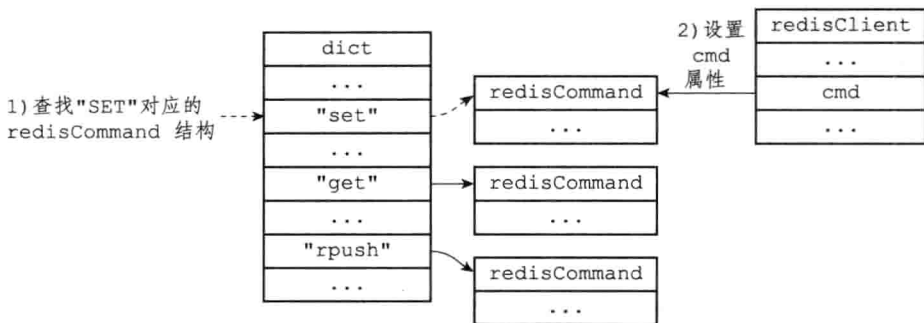 1)查找"SET"对应的
redisCommand 结构
dict
...
"set"
...
"get"
...
"rpush"
...
redisCommand
...
redisCommand
...
redisCommand
...
2)设置
cmd
属性
redisClient
...
cmd
...